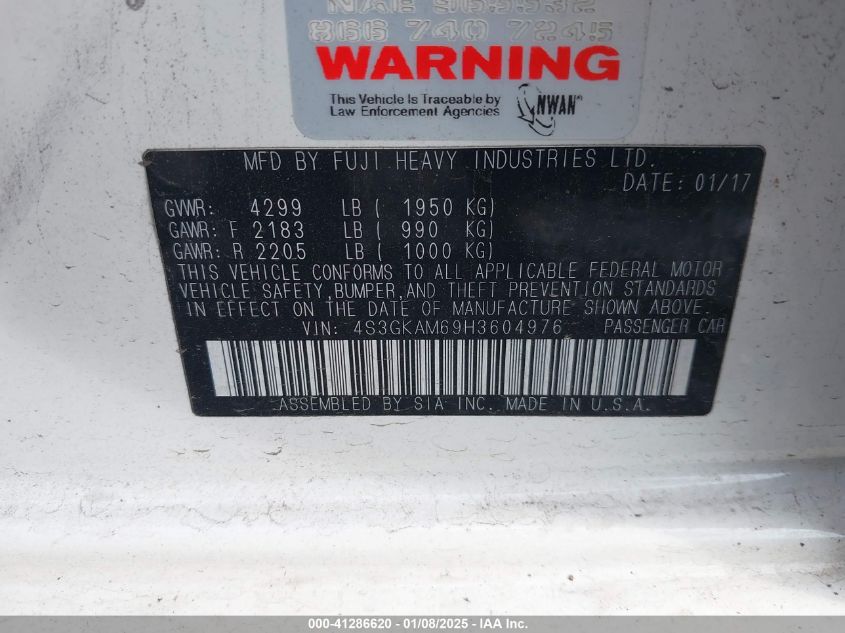 866 740 7245
WARNING
This Vehicle Is Traceable by
Law Enforcement Agencies
NWAN
MFD BY FUJI HEAVY INDUSTRIES LTD.
DATE: 01/17
GVWR: 4299 LB ( 1950 KG)
GAWR: F 2183 LB ( 990 KG)
GAWR: R 2205 LB ( 1000 KG)
THIS VEHICLE CONFORMS TO ALL APPLICABLE FEDERAL MOTOR
VEHICLE SAFETY,BUMPER,AND THEFT PREVENTION STANDARDS
IN EFFECT ON THE DATE OF MANUFACTURE SHOWN ABOVE.
VIN: 4S3GKAM69H3604976 PASSENGER CAR
ASSEMBLED BY SIA INC. MADE IN U.S.A.
000-41286620 - 01/08/2025 - IAA Inc.